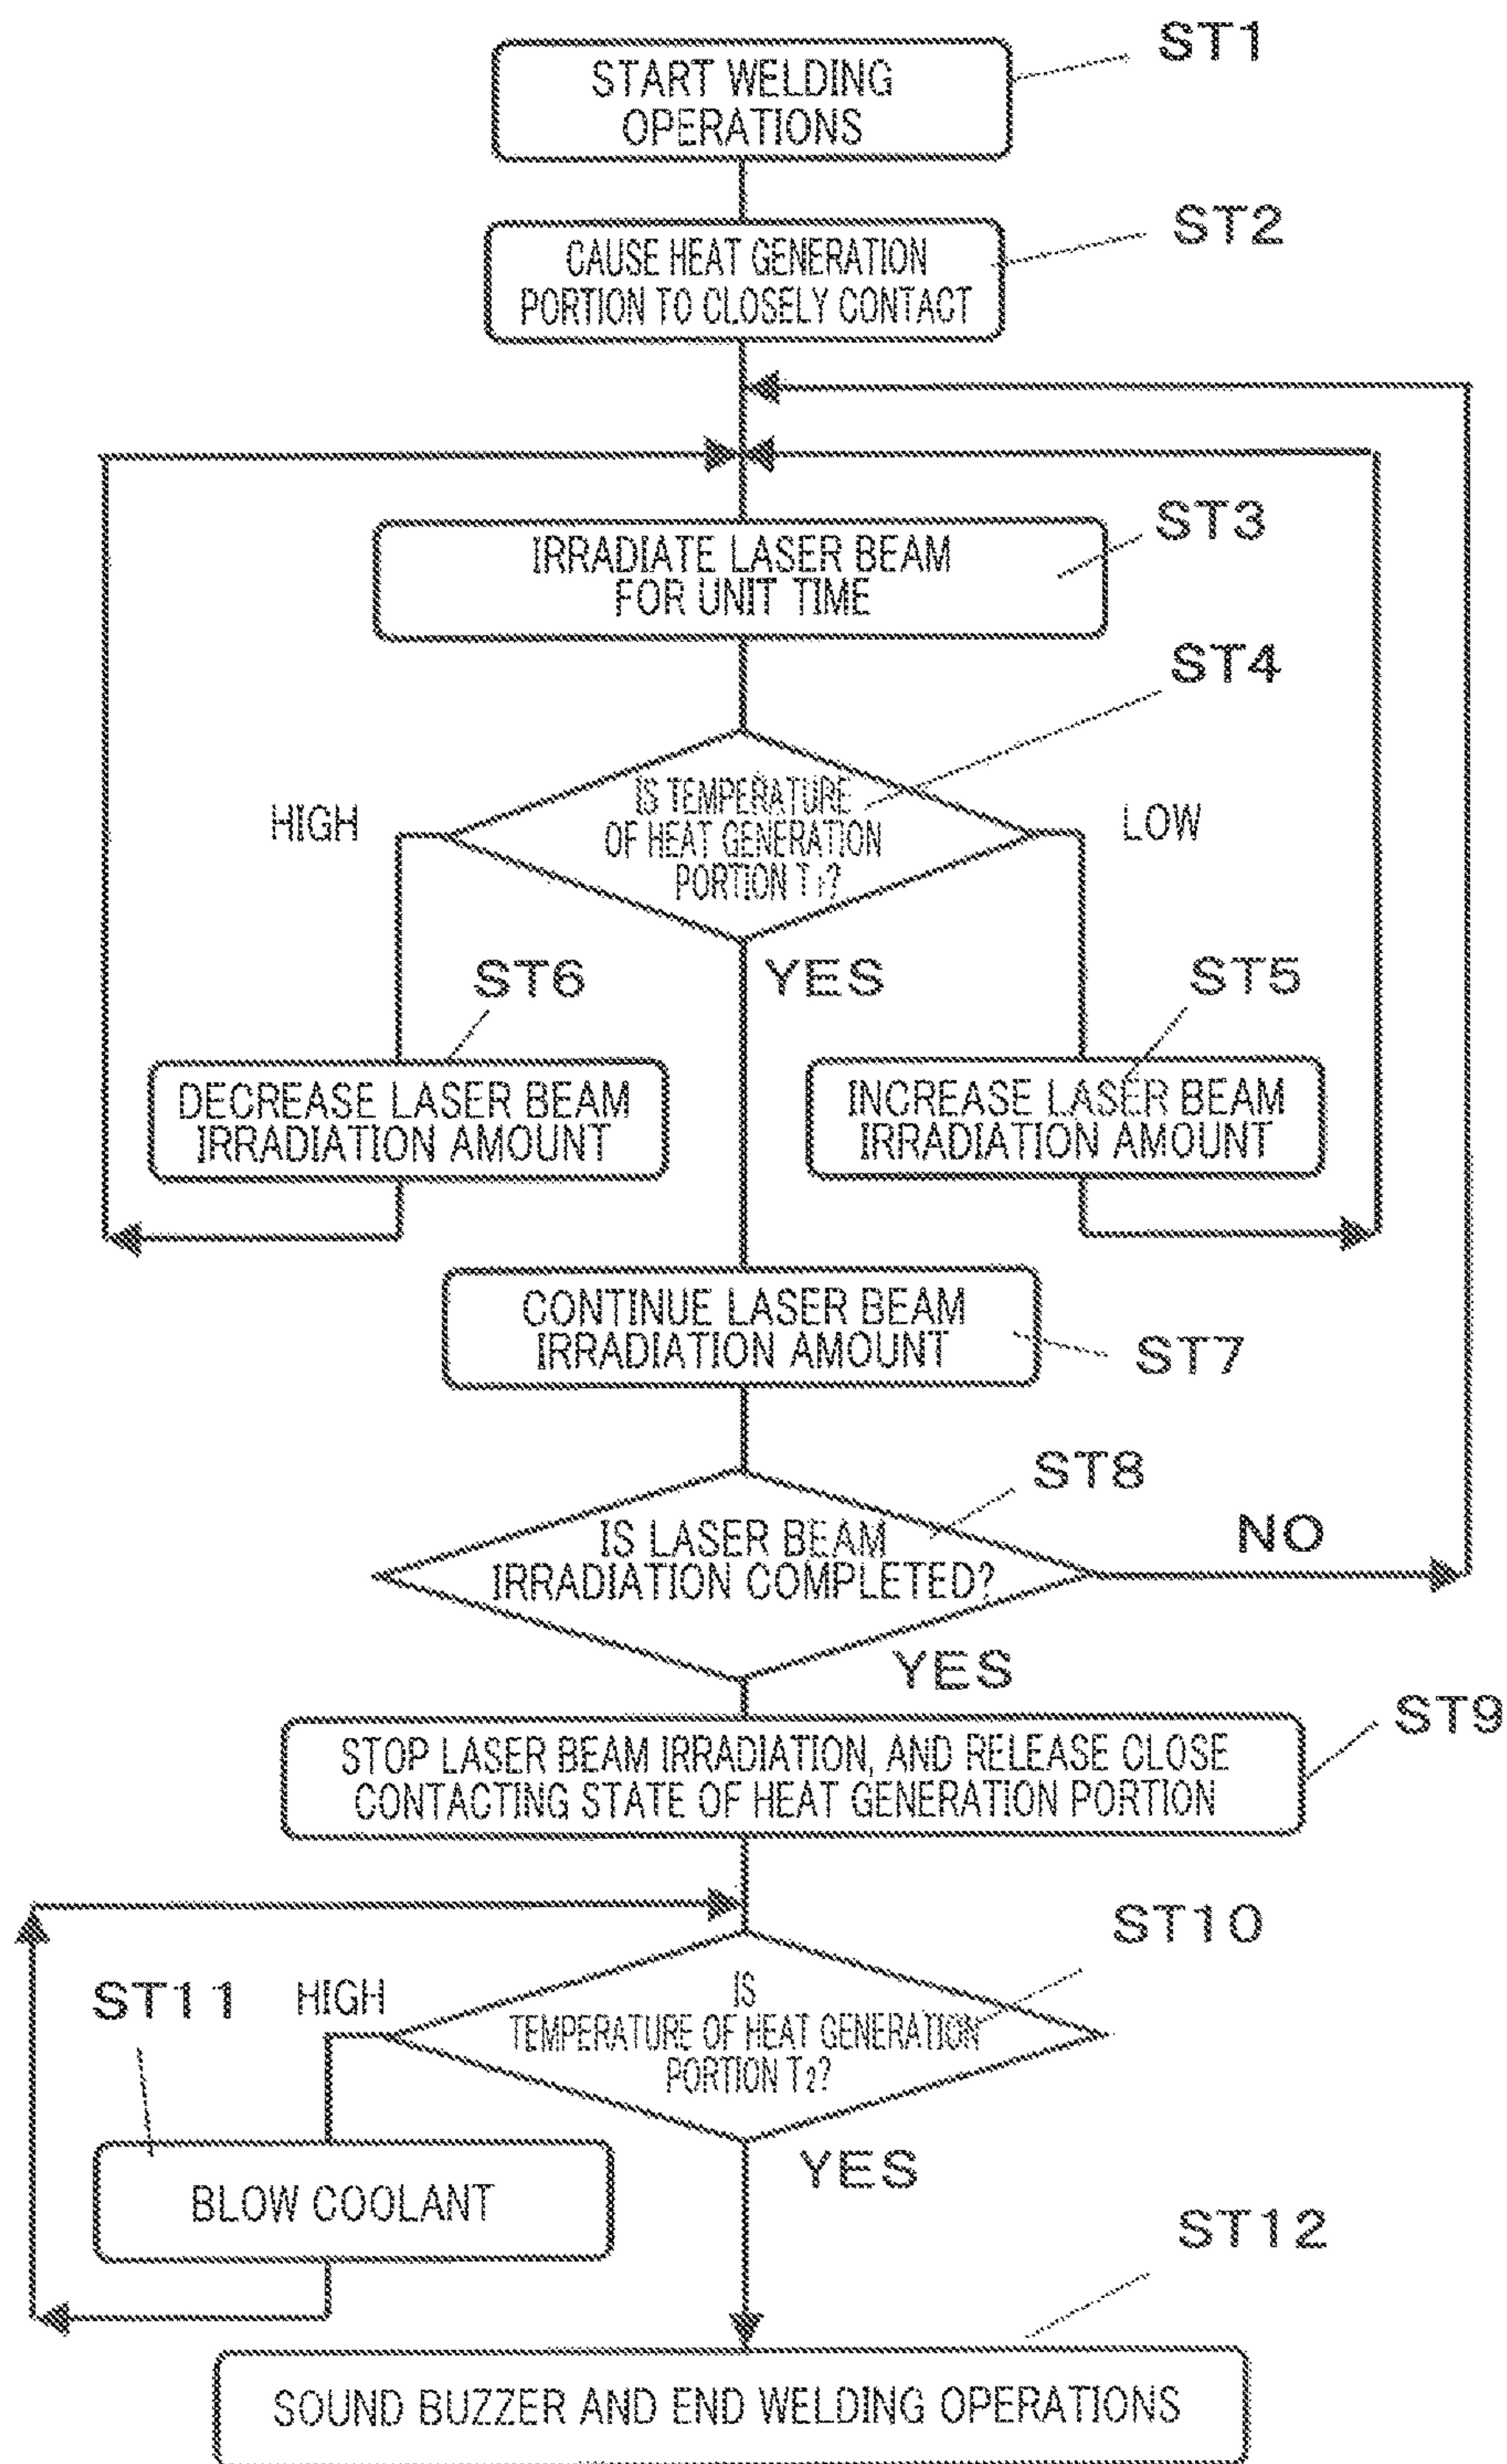 ST1
START WELDING
OPERATIONS
ST2
CAUSE HEAT GENERATION
PORTION TO CLOSELY CONTACT
ST3
IRRADIATE LASER BEAM
FOR UNIT TIME
ST4
IS TEMPERATURE
OF HEAT GENERATION
PORTION T₁?
HIGH
LOW
YES
ST6
ST5
DECREASE LASER BEAM
IRRADIATION AMOUNT
INCREASE LASER BEAM
IRRADIATION AMOUNT
CONTINUE LASER BEAM
IRRADIATION AMOUNT
ST7
ST8
IS LASER BEAM
IRRADIATION COMPLETED?
NO
YES
ST9
STOP LASER BEAM IRRADIATION, AND RELEASE CLOSE
CONTACTING STATE OF HEAT GENERATION PORTION
ST10
ST11
HIGH
IS
TEMPERATURE OF HEAT GENERATION
PORTION T₂?
YES
BLOW COOLANT
ST12
SOUND BUZZER AND END WELDING OPERATIONS